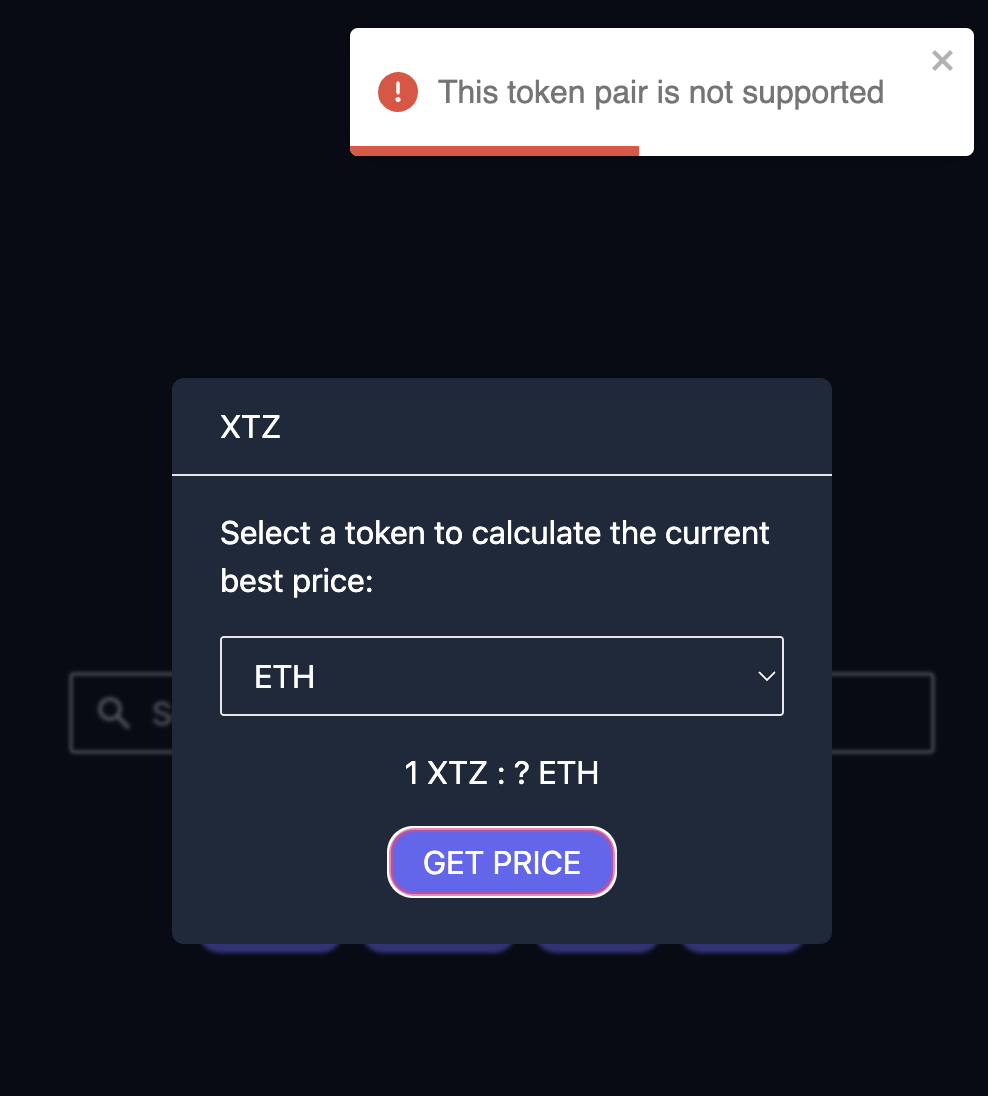 This token pair is not supported
XTZ
Select a token to calculate the current
best price:
ETH
S
1 XTZ : ? ETH
GET PRICE